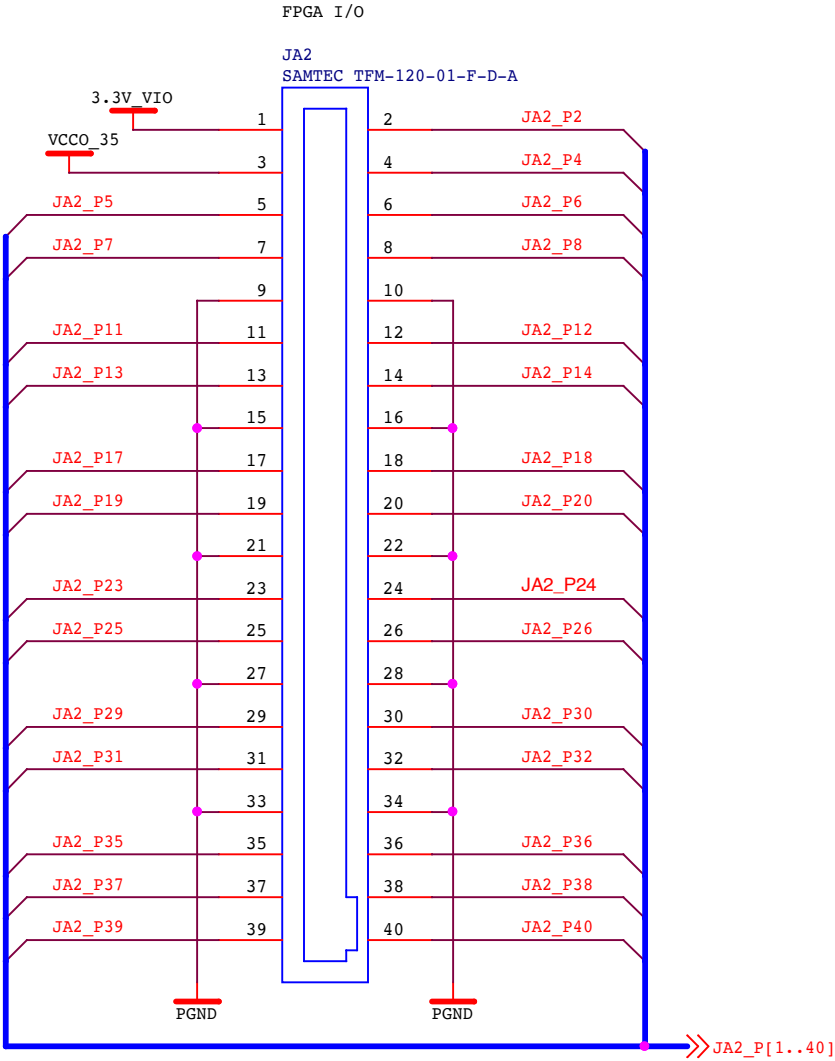 FPGA I/O
JA2
SAMTEC TFM-120-01-F-D-A
3.3V_VIO
1 2 JA2_P2
VCCO_35
3 4 JA2_P4
JA2_P5 5 6 JA2_P6
JA2_P7 7 8 JA2_P8
9 10
JA2_P11 11 12 JA2_P12
JA2_P13 13 14 JA2_P14
15 16
JA2_P17 17 18 JA2_P18
JA2_P19 19 20 JA2_P20
21 22
JA2_P23 23 24 JA2_P24
JA2_P25 25 26 JA2_P26
27 28
JA2_P29 29 30 JA2_P30
JA2_P31 31 32 JA2_P32
33 34
JA2_P35 35 36 JA2_P36
JA2_P37 37 38 JA2_P38
JA2_P39 39 40 JA2_P40
PGND PGND
JA2_P[1..40]